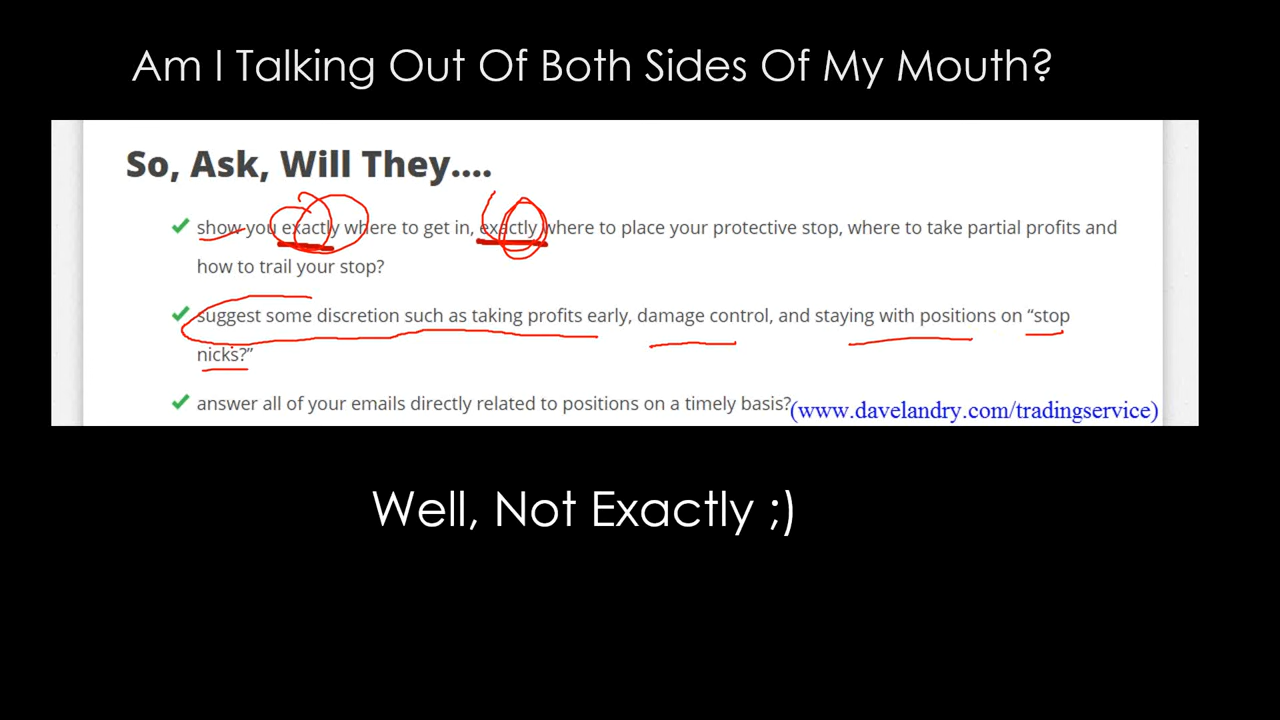 Am I Talking Out Of Both Sides Of My Mouth?
So, Ask, Will They....
show you exactly where to get in, exactly where to place your protective stop, where to take partial profits and
how to trail your stop?
suggest some discretion such as taking profits early, damage control, and staying with positions on “stop
nicks?”
answer all of your emails directly related to positions on a timely basis?(www.davelandry.com/tradingservice)
Well, Not Exactly ;)